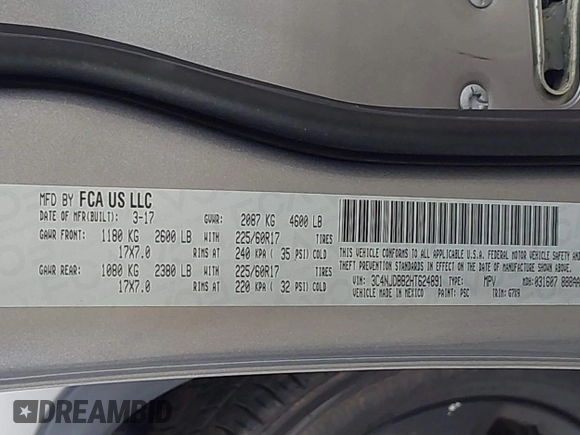 MFD BY FCA US LLC
DATE OF MFR(BUILT): 3-17 GVWR: 2087 KG 4600 LB
GAWR FRONT: 1180 KG 2600 LB WITH 225/60R17 TIRES
17X7.0 RIMS AT 240 KPA ( 35 PSI) COLD
GAWR REAR: 1080 KG 2380 LB WITH 225/60R17 TIRES
17X7.0 RIMS AT 220 KPA ( 32 PSI) COLD
THIS VEHICLE CONFORMS TO ALL APPLICABLE U.S.A. FEDERAL MOTOR VEHICLE SAFETY
THEFT PREVENTION STANDARDS IN EFFECT ON THE DATE OF MANUFACTURE SHOWN
VIN: 3C4NJDBB2HT624891 TYPE: MPV MDH: 031607
VEHICLE MADE IN MEXICO PAINT: PSC TRIM: G7X9
DREAMBID